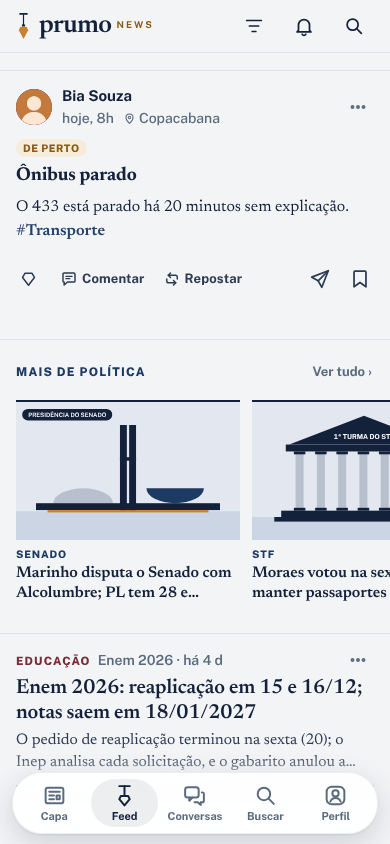 prumo NEWS
Bia Souza
hoje, 8h Copacabana
DE PERTO
Ônibus parado
O 433 está parado há 20 minutos sem explicação.
#Transporte
Comentar Repostar
MAIS DE POLÍTICA Ver tudo ›
PRESIDÊNCIA DO SENADO
SENADO
Marinho disputa o Senado com
Alcolumbre; PL tem 28 e…
1ª TURMA DO ST
STF
Moraes votou na sex
manter passaportes
EDUCAÇÃO Enem 2026 · há 4 d
Enem 2026: reaplicação em 15 e 16/12;
notas saem em 18/01/2027
O pedido de reaplicação terminou na sexta (20); o
Inep analisa cada solicitação, e o gabarito anulou a…
Capa Feed Conversas Buscar Perfil